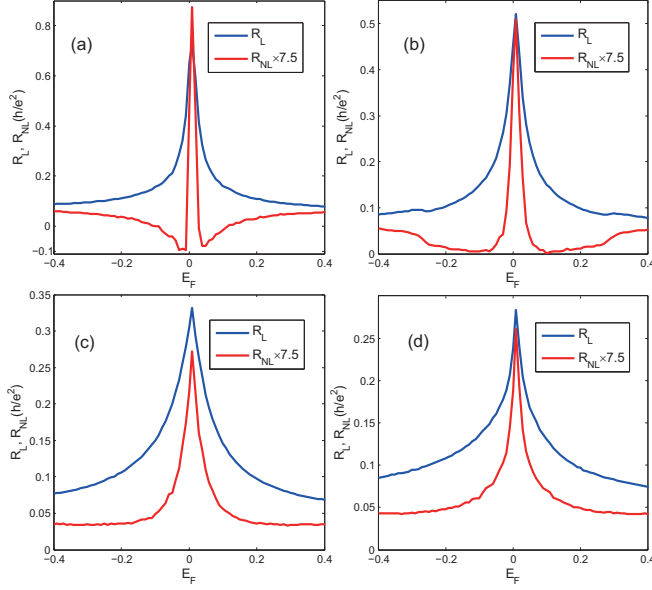 (a)
R_L
R_NL×7.5
0.8
0.6
0.4
0.2
0
−0.1
R_L, R_NL(h/e²)
−0.4 −0.2 0 0.2 0.4
E_F
(b)
R_L
R_NL×7.5
0.5
0.4
0.3
0.2
0.1
0
R_L, R_NL(h/e²)
−0.4 −0.2 0 0.2 0.4
E_F
(c)
R_L
R_NL×7.5
0.35
0.3
0.25
0.2
0.15
0.1
0.05
0
R_L, R_NL(h/e²)
−0.4 −0.2 0 0.2 0.4
E_F
(d)
R_L
R_NL×7.5
0.25
0.2
0.15
0.1
0.05
0
R_L, R_NL(h/e²)
−0.4 −0.2 0 0.2 0.4
E_F